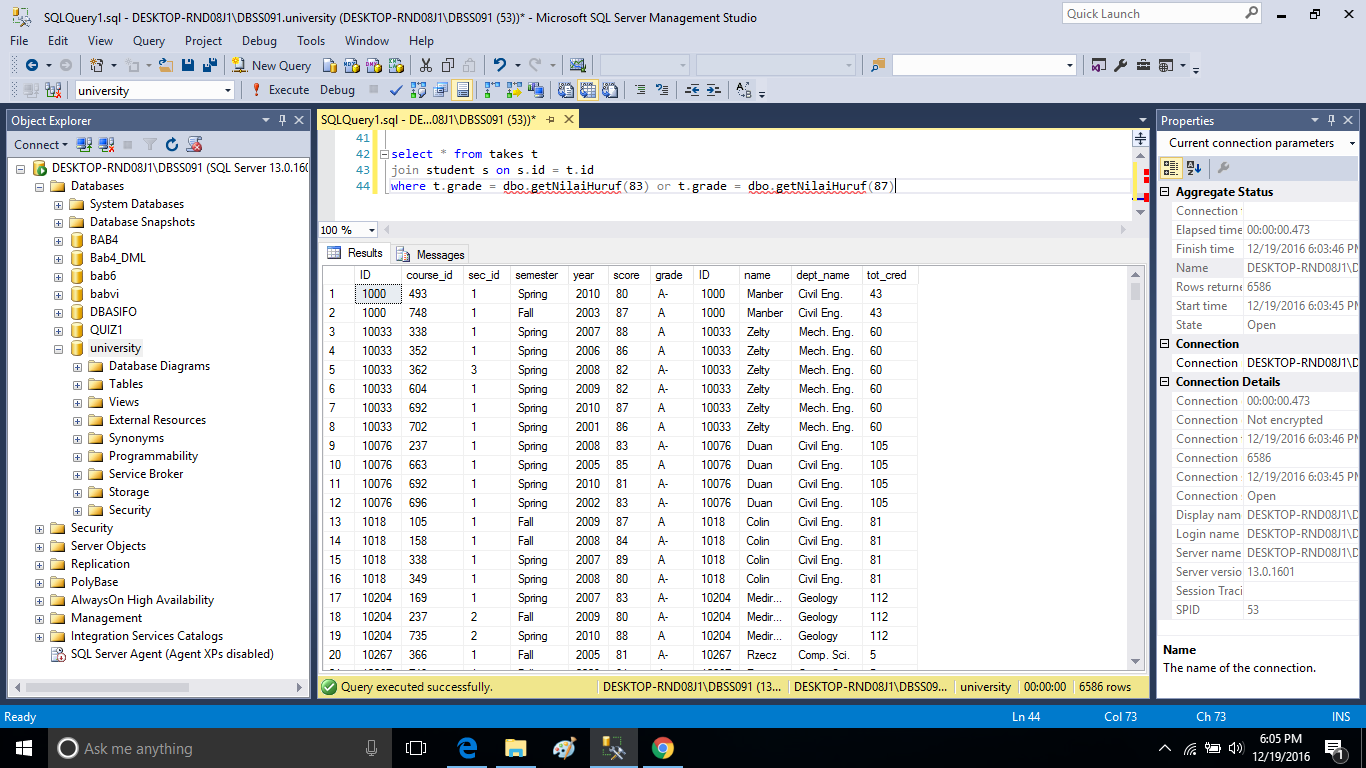 SQLQuery1.sql - DESKTOP-RND08J1\DBSS091.university (DESKTOP-RND08J1\DBSS091 (53))* - Microsoft SQL Server Management Studio
Quick Launch
File Edit View Query Project Debug Tools Window Help
New Query
university Execute Debug
Object Explorer
Connect
DESKTOP-RND08J1\DBSS091 (SQL Server 13.0.160
Databases
System Databases
Database Snapshots
BAB4
Bab4_DML
bab6
babvi
DBASIFO
QUIZ1
university
Database Diagrams
Tables
Views
External Resources
Synonyms
Programmability
Service Broker
Storage
Security
Security
Server Objects
Replication
PolyBase
AlwaysOn High Availability
Management
Integration Services Catalogs
SQL Server Agent (Agent XPs disabled)
SQLQuery1.sql - DE...08J1\DBSS091 (53))*
41
42 select * from takes t
43 join student s on s.id = t.id
44 where t.grade = dbo.getNilaiHuruf(83) or t.grade = dbo.getNilaiHuruf(87)
100 %
Results Messages
ID course_id sec_id semester year score grade ID name dept_name tot_cred
1 1000 493 1 Spring 2010 80 A- 1000 Manber Civil Eng. 43
2 1000 748 1 Fall 2003 87 A 1000 Manber Civil Eng. 43
3 10033 338 1 Spring 2007 88 A 10033 Zelty Mech. Eng. 60
4 10033 352 1 Spring 2006 86 A 10033 Zelty Mech. Eng. 60
5 10033 362 3 Spring 2008 82 A- 10033 Zelty Mech. Eng. 60
6 10033 604 1 Spring 2009 82 A- 10033 Zelty Mech. Eng. 60
7 10033 692 1 Spring 2010 87 A 10033 Zelty Mech. Eng. 60
8 10033 702 1 Spring 2001 86 A 10033 Zelty Mech. Eng. 60
9 10076 237 1 Spring 2008 83 A- 10076 Duan Civil Eng. 105
10 10076 663 1 Spring 2005 85 A 10076 Duan Civil Eng. 105
11 10076 692 1 Spring 2010 81 A- 10076 Duan Civil Eng. 105
12 10076 696 1 Spring 2002 83 A- 10076 Duan Civil Eng. 105
13 1018 105 1 Fall 2009 87 A 1018 Colin Civil Eng. 81
14 1018 158 1 Fall 2008 84 A- 1018 Colin Civil Eng. 81
15 1018 338 1 Spring 2007 89 A 1018 Colin Civil Eng. 81
16 1018 349 1 Spring 2008 80 A- 1018 Colin Civil Eng. 81
17 10204 169 1 Spring 2007 83 A- 10204 Medir... Geology 112
18 10204 237 2 Fall 2009 80 A- 10204 Medir... Geology 112
19 10204 735 2 Spring 2010 88 A 10204 Medir... Geology 112
20 10267 366 1 Fall 2005 81 A- 10267 Rzecz Comp. Sci. 5
Query executed successfully. DESKTOP-RND08J1\DBSS091 (13... DESKTOP-RND08J1\DBSS09... university 00:00:00 6586 rows
Properties
Current connection parameters
Aggregate Status
Connection
Elapsed time 00:00:00.473
Finish time 12/19/2016 6:03:46 PM
Name DESKTOP-RND08J1\D
Rows returne 6586
Start time 12/19/2016 6:03:45 PM
State Open
Connection
Connection DESKTOP-RND08J1\D
Connection Details
Connection 00:00:00.473
Connection Not encrypted
Connection 12/19/2016 6:03:46 PM
Connection 6586
Connection 12/19/2016 6:03:45 PM
Connection Open
Display name DESKTOP-RND08J1\D
Login name DESKTOP-RND08J1\D
Server name DESKTOP-RND08J1\D
Server versio 13.0.1601
Session Traci
SPID 53
Name
The name of the connection.
Ready Ln 44 Col 73 Ch 73 INS
Ask me anything
6:05 PM
12/19/2016
1